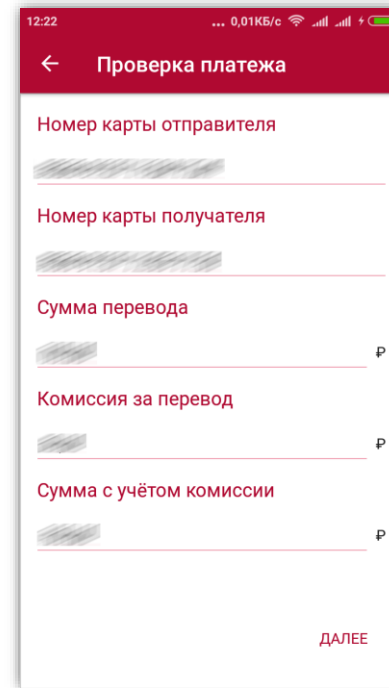 12:22 ... 0,01КБ/с
Проверка платежа
Номер карты отправителя
Номер карты получателя
Сумма перевода
₽
Комиссия за перевод
₽
Сумма с учётом комиссии
₽
ДАЛЕЕ